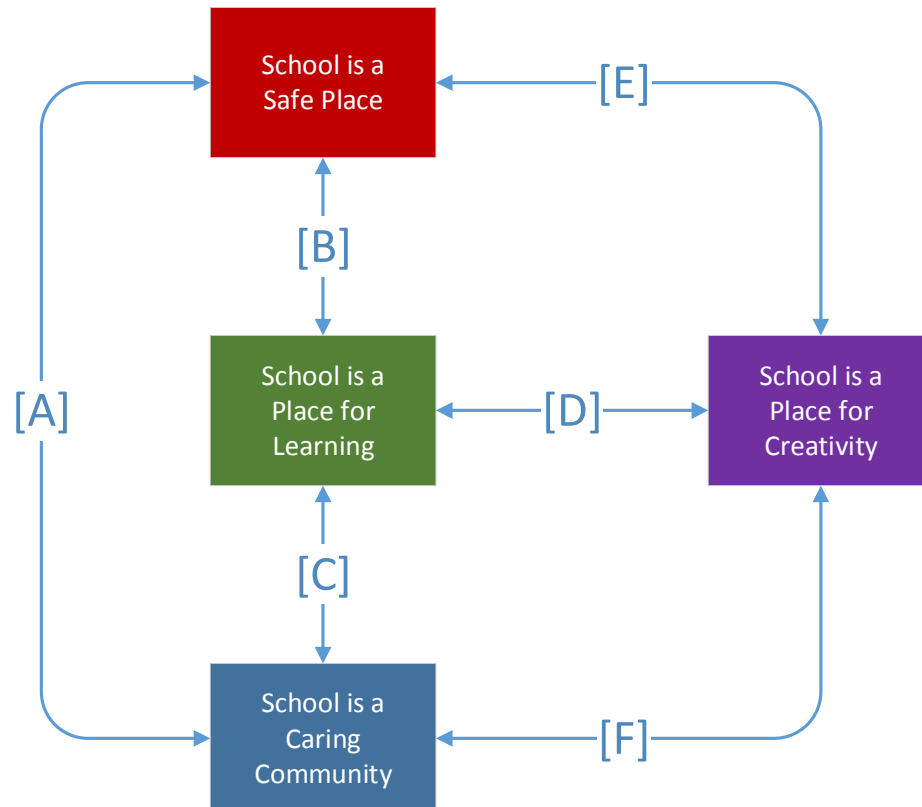 School is a
Safe Place
[E]
[B]
[A]
School is a
Place for
Learning
[D]
School is a
Place for
Creativity
[C]
School is a
Caring
Community
[F]